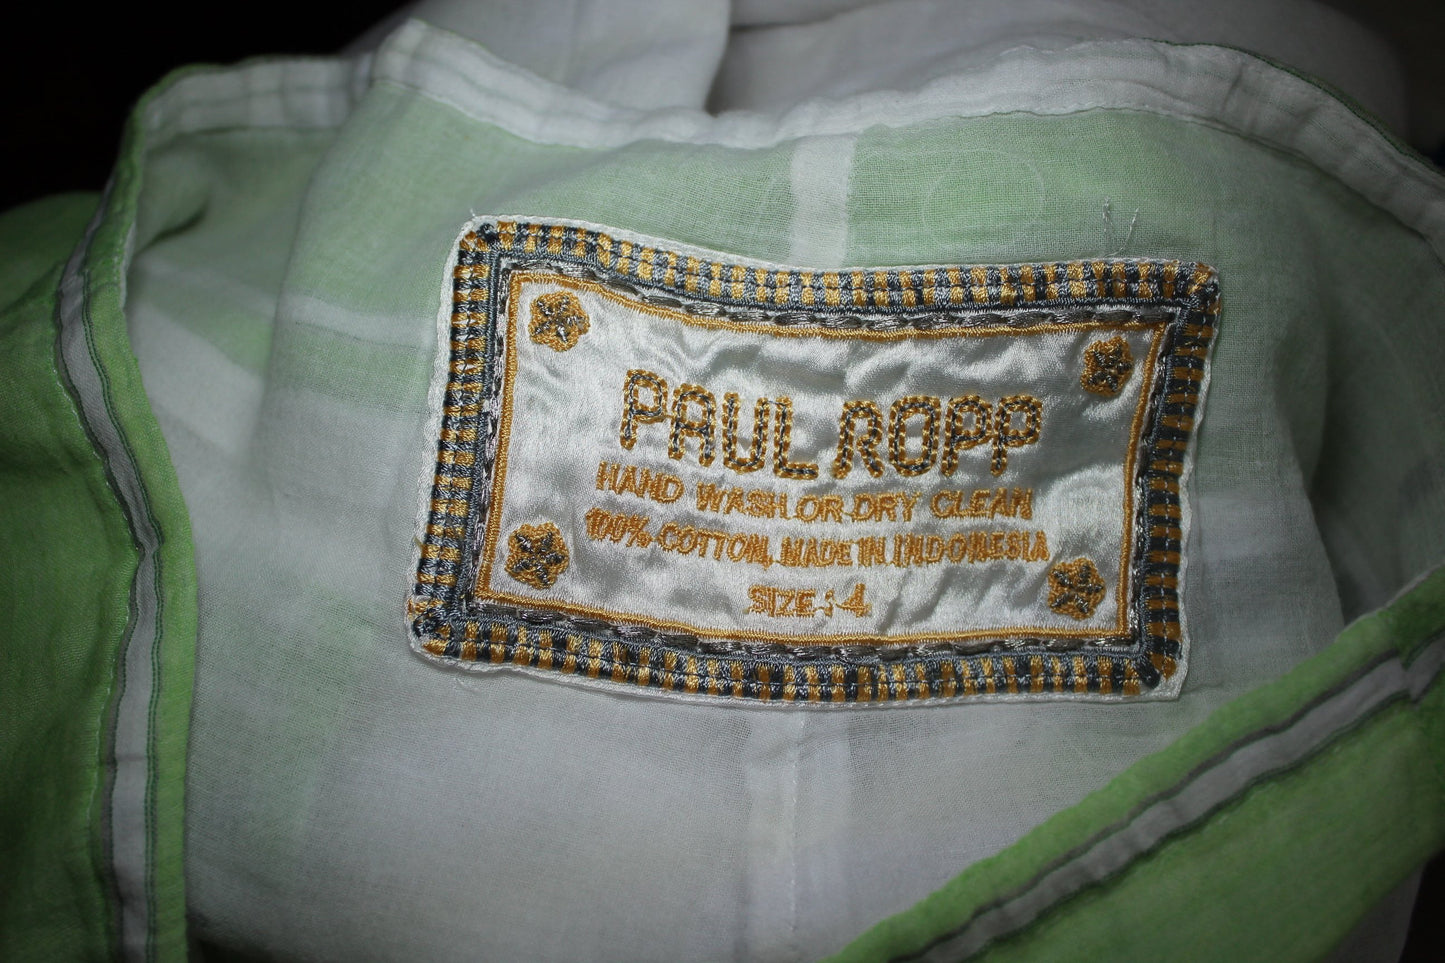 PAUL ROPP
HAND WASH OR DRY CLEAN
100% COTTON, MADE IN INDONESIA
SIZE : 4